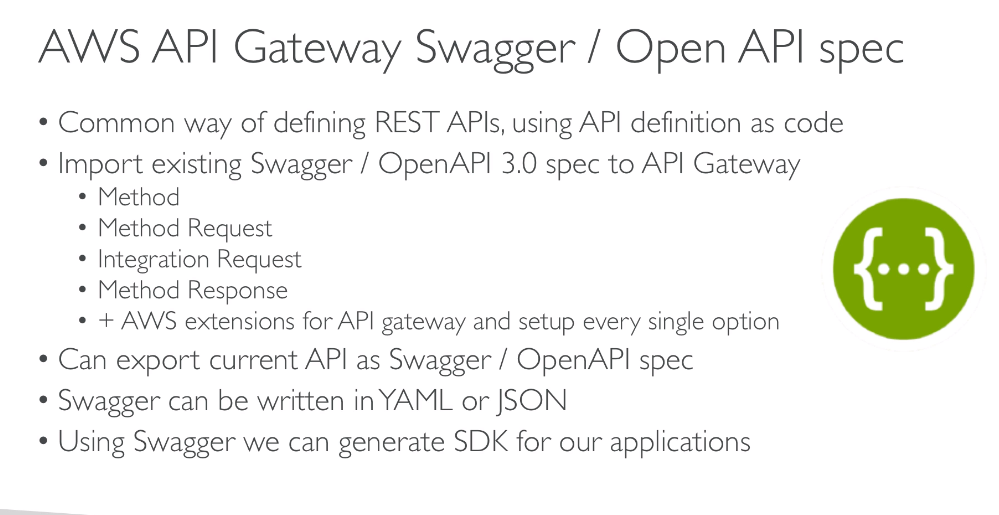 AWS API Gateway Swagger / Open API spec
• Common way of defining REST APIs, using API definition as code
• Import existing Swagger / OpenAPI 3.0 spec to API Gateway
• Method
• Method Request
• Integration Request
• Method Response
• + AWS extensions for API gateway and setup every single option
• Can export current API as Swagger / OpenAPI spec
• Swagger can be written in YAML or JSON
• Using Swagger we can generate SDK for our applications
{...}